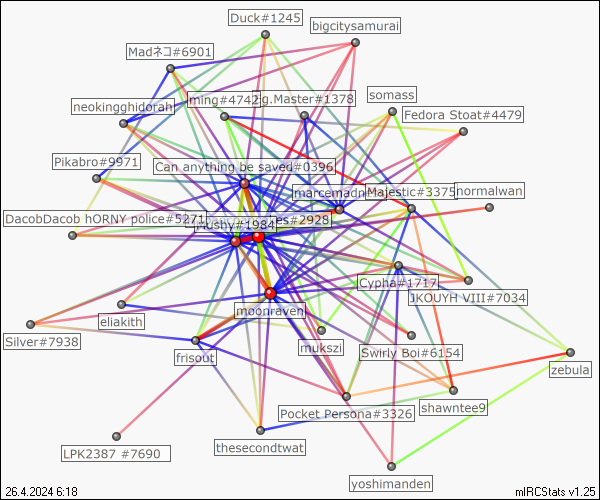 Duck#1245
bigcitysamurai
Madネコ#6901
neokingghidorah
ming#4742
g.Master#1378
somass
Fedora Stoat#4479
Pikabro#9971
Can anything be saved#0396
marcemadn
Majestic#3375
normalwan
DacobDacob hORNY police#5271
Mushy#1984
es#2928
Cypha#1717
JKOUYH VIII#7034
moonraven
eliakith
Silver#7938
frisout
mukszi
Swirly Boi#6154
zebula
Pocket Persona#3326
shawntee9
LPK2387 #7690
thesecondtwat
yoshimanden
26.4.2024 6:18
mIRCStats v1.25